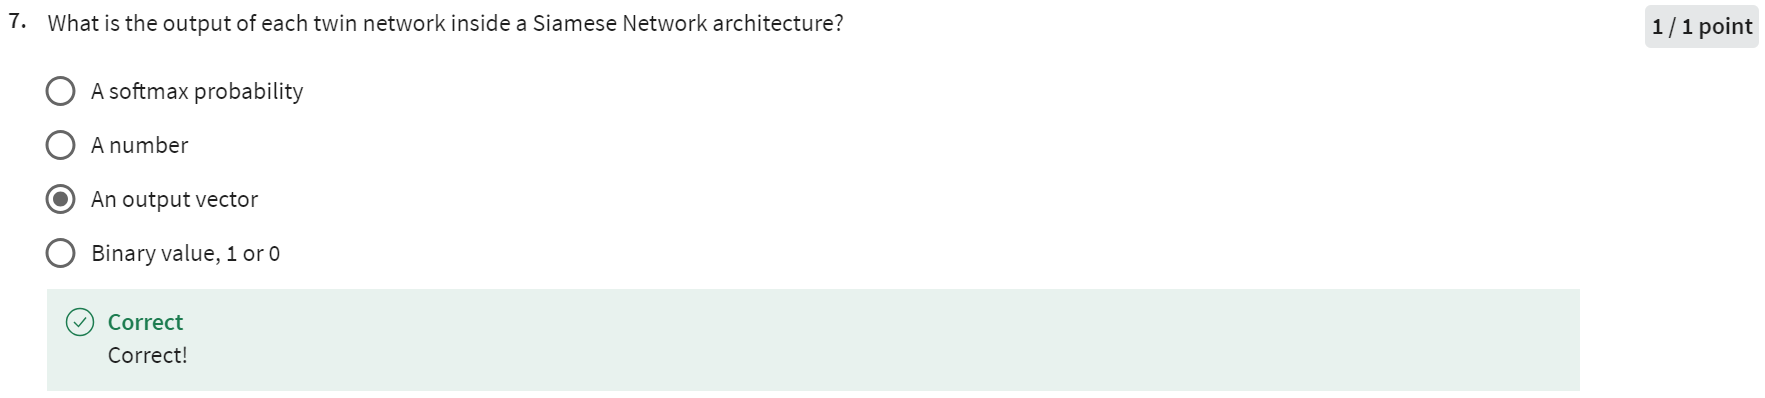 7. What is the output of each twin network inside a Siamese Network architecture?
1 / 1 point
A softmax probability
A number
An output vector
Binary value, 1 or 0
Correct
Correct!